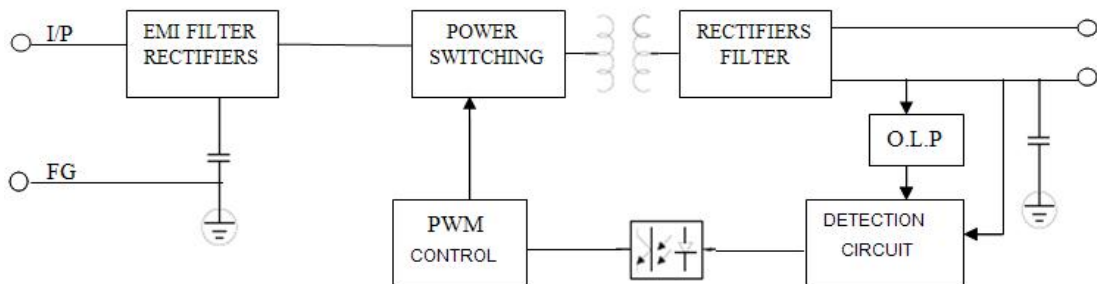 I/P
EMI FILTER
RECTIFIERS
POWER
SWITCHING
RECTIFIERS
FILTER
O.L.P
FG
PWM
CONTROL
DETECTION
CIRCUIT